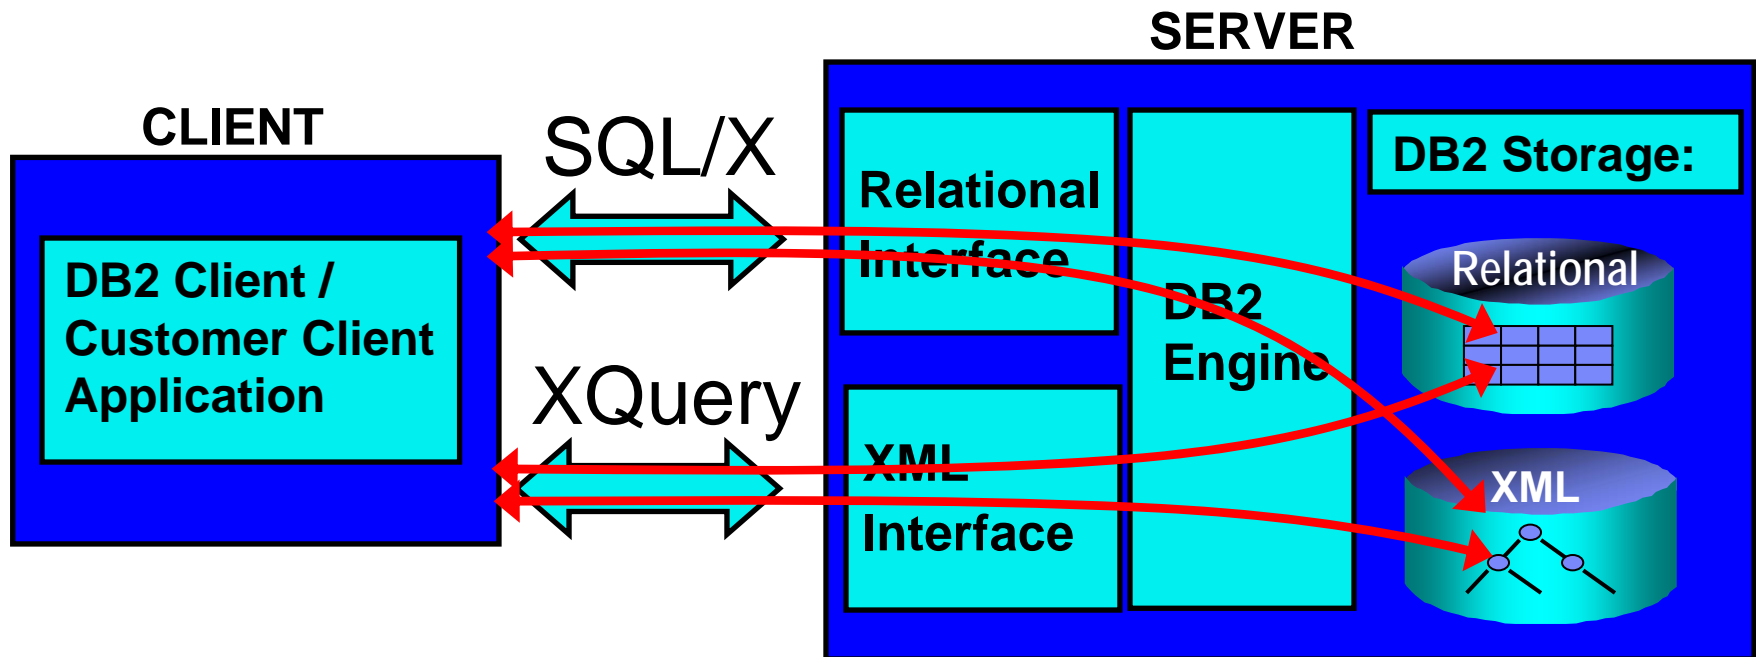 SERVER
CLIENT
SQL/X
DB2 Storage:
Relational
Interface
Relational
DB2 Client /
Customer Client
Application
DB2
Engine
XQuery
XML
Interface
XML